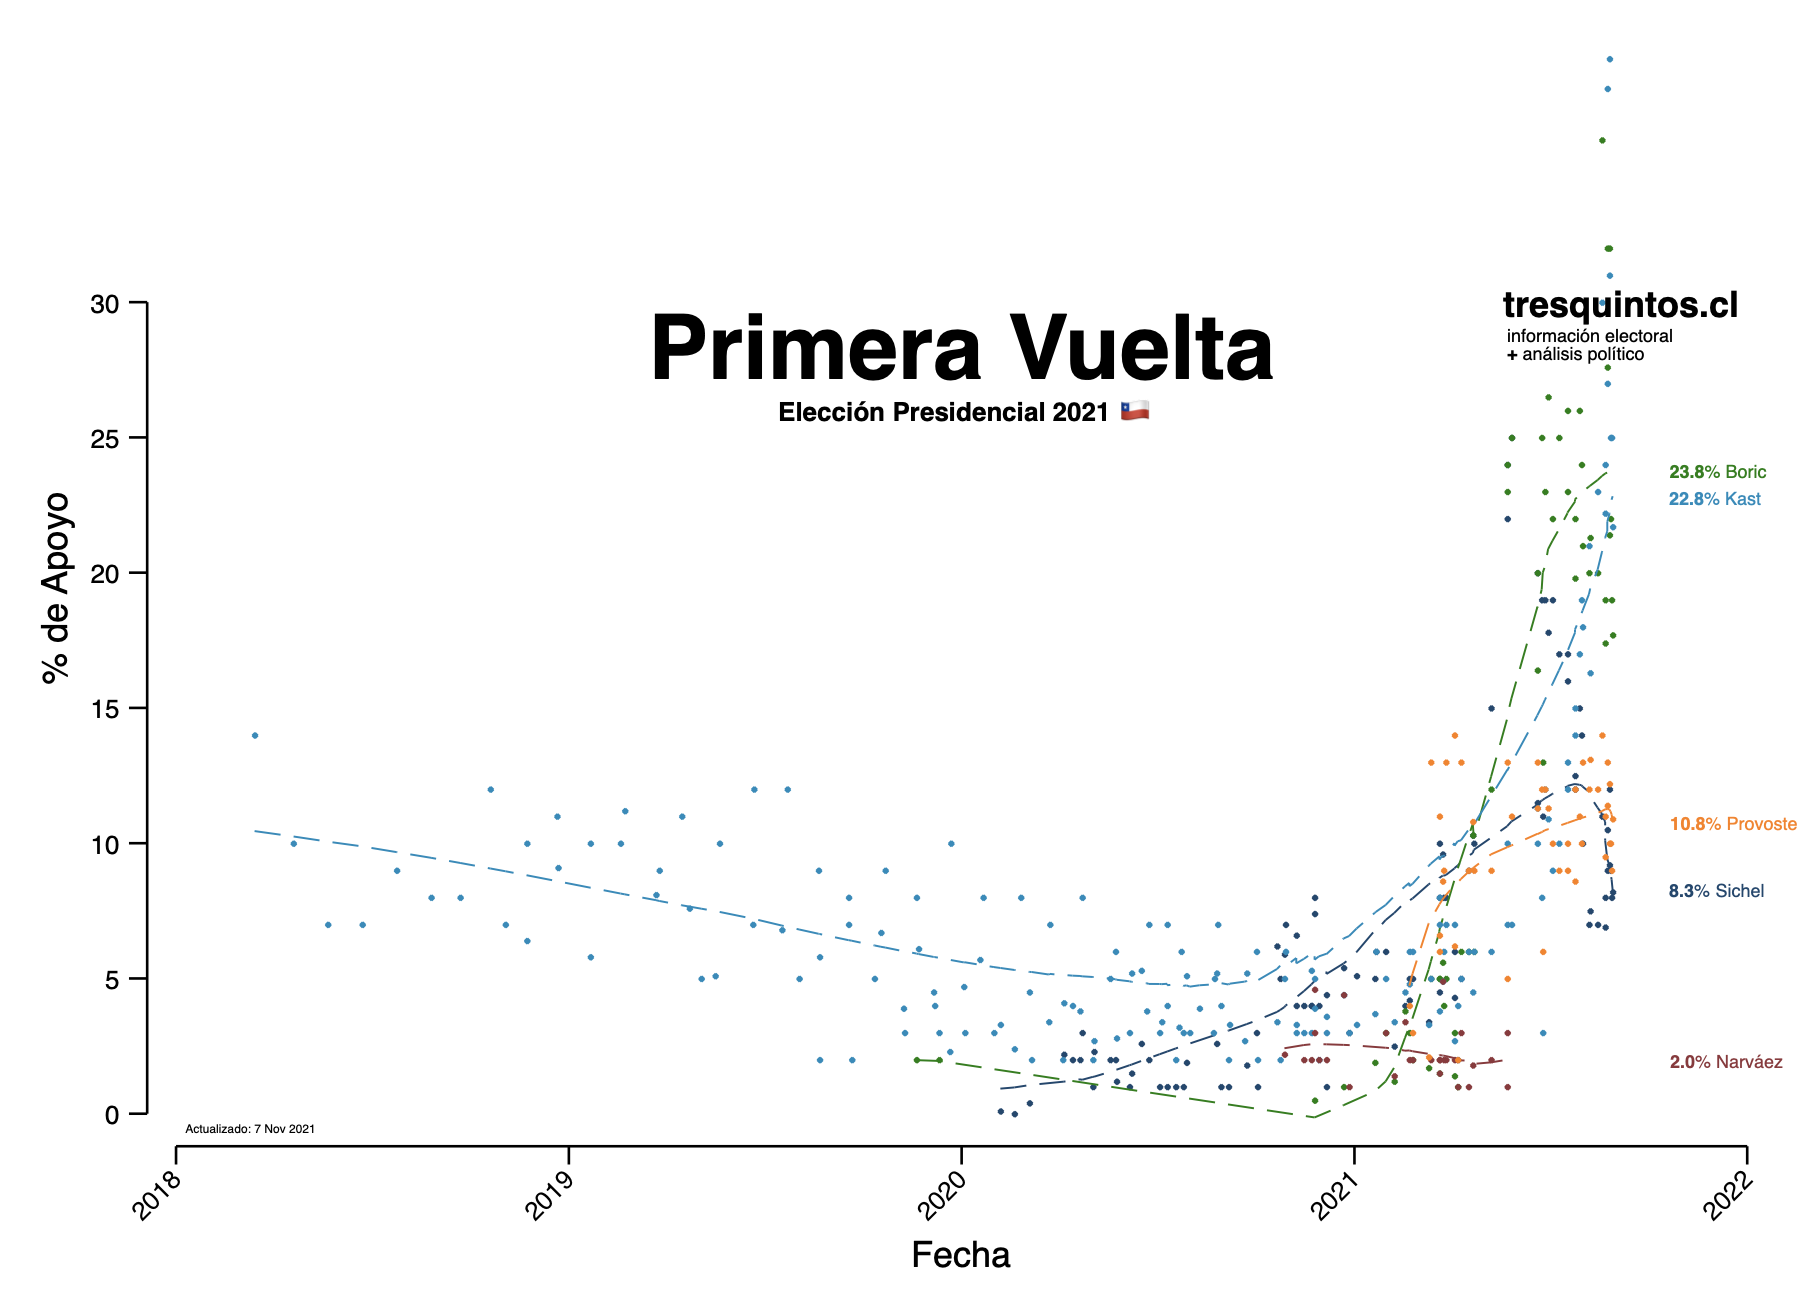 30
25
20
15
10
5
0
% de Apoyo
Primera Vuelta
Elección Presidencial 2021
tresquintos.cl
información electoral
+ análisis político
23.8% Boric
22.8% Kast
10.8% Provoste
8.3% Sichel
2.0% Narváez
Actualizado: 7 Nov 2021
2018
2019
2020
2021
2022
Fecha